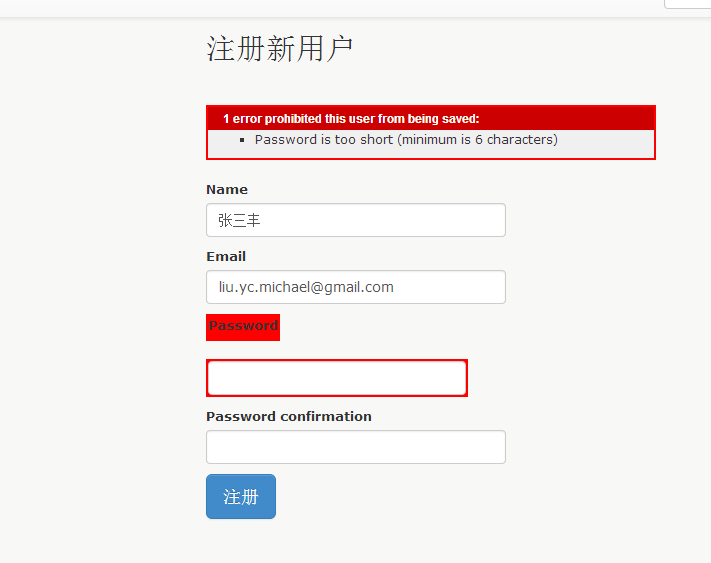 注册新用户
1 error prohibited this user from being saved:
Password is too short (minimum is 6 characters)
Name
张三丰
Email
liu.yc.michael@gmail.com
Password
Password confirmation
注册